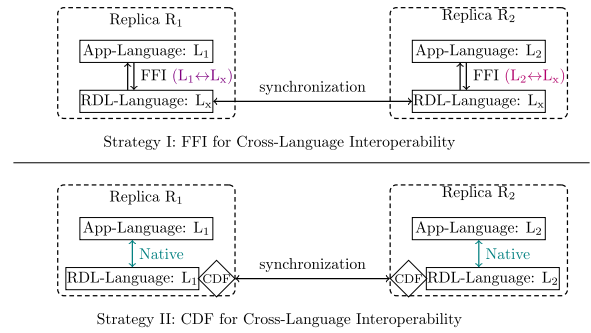 Replica R₁
Replica R₂
App-Language: L₁
App-Language: L₂
FFI (L₁↔Lₓ)
FFI (L₂↔Lₓ)
synchronization
RDL-Language: Lₓ
RDL-Language: Lₓ
Strategy I: FFI for Cross-Language Interoperability
Replica R₁
Replica R₂
App-Language: L₁
App-Language: L₂
Native
Native
synchronization
RDL-Language: L₁
CDF
CDF
RDL-Language: L₂
Strategy II: CDF for Cross-Language Interoperability